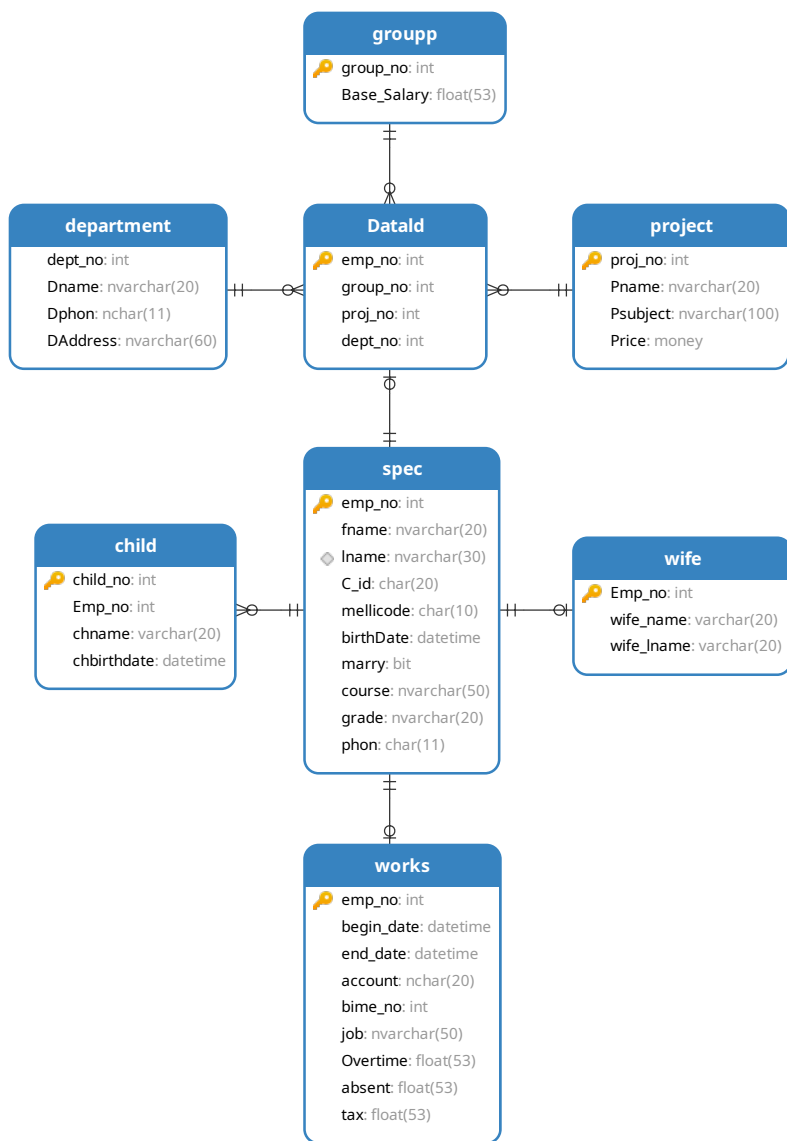 groupp
group_no: int
Base_Salary: float(53)
department
dept_no: int
Dname: nvarchar(20)
Dphon: nchar(11)
DAddress: nvarchar(60)
DataId
emp_no: int
group_no: int
proj_no: int
dept_no: int
project
proj_no: int
Pname: nvarchar(20)
Psubject: nvarchar(100)
Price: money
spec
emp_no: int
fname: nvarchar(20)
lname: nvarchar(30)
C_id: char(20)
mellicode: char(10)
birthDate: datetime
marry: bit
course: nvarchar(50)
grade: nvarchar(20)
phon: char(11)
child
child_no: int
Emp_no: int
chname: varchar(20)
chbirthdate: datetime
wife
Emp_no: int
wife_name: varchar(20)
wife_lname: varchar(20)
works
emp_no: int
begin_date: datetime
end_date: datetime
account: nchar(20)
bime_no: int
job: nvarchar(50)
Overtime: float(53)
absent: float(53)
tax: float(53)